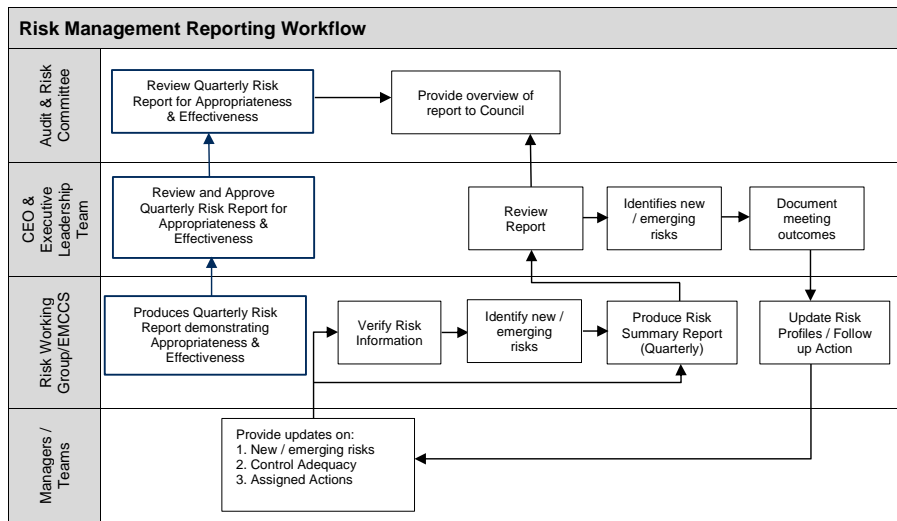 Risk Management Reporting Workflow
Audit & Risk
Committee
Review Quarterly Risk
Report for Appropriateness
& Effectiveness
Provide overview of
report to Council
CEO &
Executive
Leadership
Team
Review and Approve
Quarterly Risk Report for
Appropriateness &
Effectiveness
Review
Report
Identifies new
/ emerging
risks
Document
meeting
outcomes
Risk Working
Group/EMCCS
Produces Quarterly Risk
Report demonstrating
Appropriateness &
Effectiveness
Verify Risk
Information
Identify new /
emerging
risks
Produce Risk
Summary Report
(Quarterly)
Update Risk
Profiles / Follow
up Action
Managers /
Teams
Provide updates on:
1. New / emerging risks
2. Control Adequacy
3. Assigned Actions